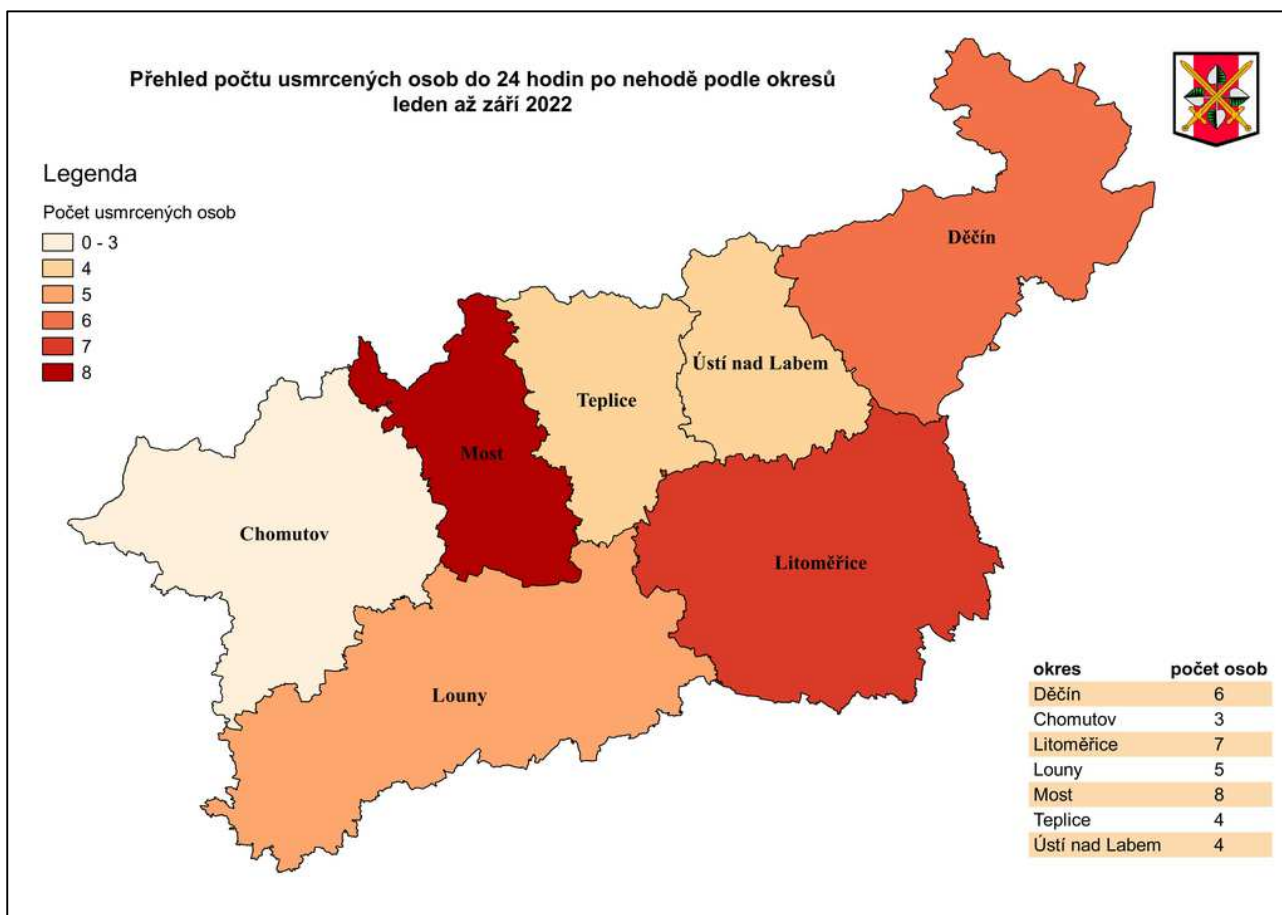 Přehled počtu usmrcených osob do 24 hodin po nehodě podle okresů
leden až září 2022
Legenda
Počet usmrcených osob
0 - 3
4
5
6
7
8
Děčín
Ústí nad Labem
Teplice
Most
Chomutov
Litoměřice
Louny
okres počet osob
Děčín 6
Chomutov 3
Litoměřice 7
Louny 5
Most 8
Teplice 4
Ústí nad Labem 4